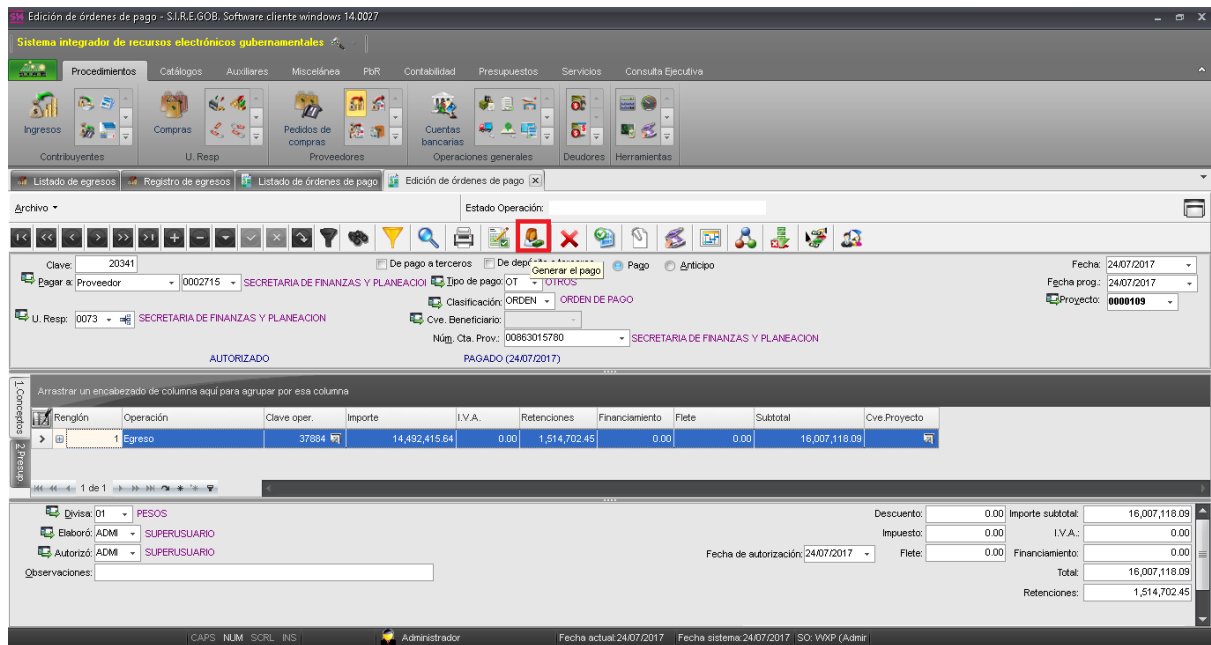 Edición de órdenes de pago - S.I.R.E.GOB. Software cliente windows 14.0027
Sistema integrador de recursos electrónicos gubernamentales
Procedimientos Catálogos Auxiliares Miscelánea PbR Contabilidad Presupuestos Servicios Consulta Ejecutiva
Ingresos Compras Pedidos de compras Cuentas bancarias
Contribuyentes U. Resp Proveedores Operaciones generales Deudores Herramientas
Listado de egresos Registro de egresos Listado de órdenes de pago Edición de órdenes de pago
Archivo Estado Operación:
Clave: 20341 De pago a terceros Pago Anticipo Fecha: 24/07/2017
Generar el pago
Pagar a: Proveedor 0002715 SECRETARIA DE FINANZAS Y PLANEACIOI Tipo de pago: OT OTROS Fecha prog.: 24/07/2017
Clasificación: ORDEN ORDEN DE PAGO Proyecto: 0000109
U. Resp: 0073 SECRETARIA DE FINANZAS Y PLANEACION Cve. Beneficiario:
Núm. Cta. Prov.: 00863015780 SECRETARIA DE FINANZAS Y PLANEACION
AUTORIZADO PAGADO (24/07/2017)
1.Conceptos
2.Presup.
Arrastrar un encabezado de columna aquí para agrupar por esa columna
Renglón Operación Clave oper. Importe I.V.A. Retenciones Financiamiento Flete Subtotal Cve.Proyecto
1 Egreso 37884 14,492,415.64 0.00 1,514,702.45 0.00 0.00 16,007,118.09
1 de 1
Divisa: 01 PESOS Descuento: 0.00 Importe subtotal: 16,007,118.09
Elaboró: ADMI SUPERUSUARIO Impuesto: 0.00 I.V.A.: 0.00
Autorizó: ADMI SUPERUSUARIO Fecha de autorización: 24/07/2017 Flete: 0.00 Financiamiento: 0.00
Observaciones: Total: 16,007,118.09
Retenciones: 1,514,702.45
CAPS NUM SCRL INS Administrador Fecha actual:24/07/2017 Fecha sistema:24/07/2017 SO: WXP (Admir